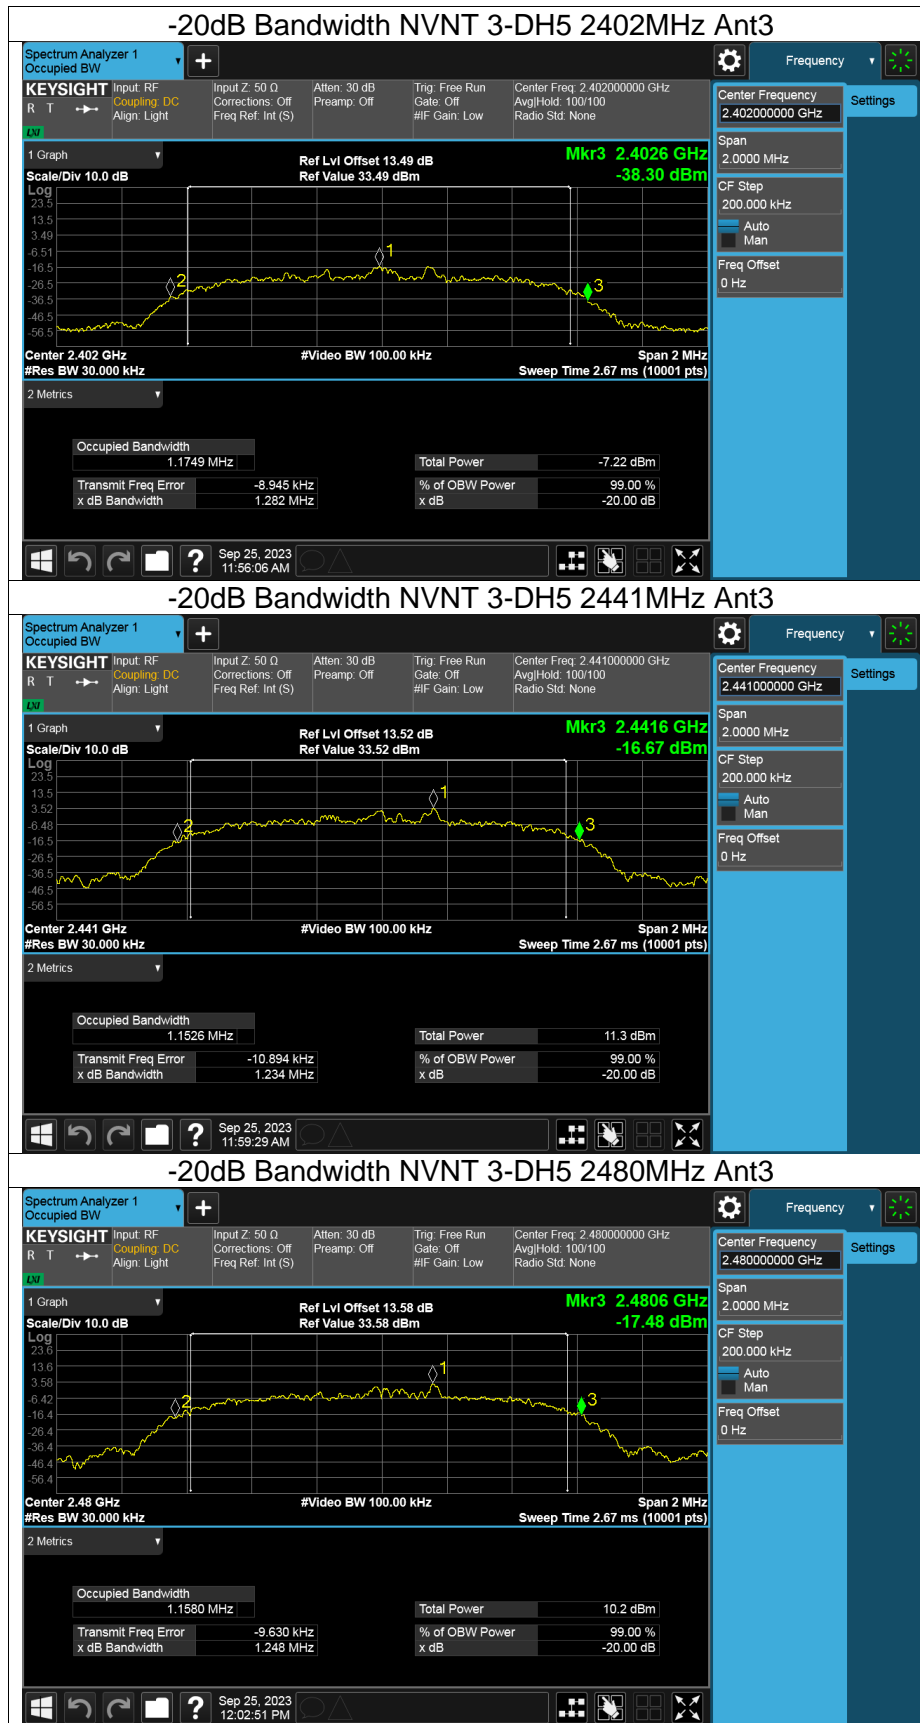 -20dB Bandwidth NVNT 3-DH5 2402MHz Ant3
Spectrum Analyzer 1
Occupied BW
Frequency
KEYSIGHT
R T
LXI
Input: RF
Coupling: DC
Align: Light
Input Z: 50 Ω
Corrections: Off
Freq Ref: Int (S)
Atten: 30 dB
Preamp: Off
Trig: Free Run
Gate: Off
#IF Gain: Low
Center Freq: 2.402000000 GHz
Avg|Hold: 100/100
Radio Std: None
Center Frequency
2.402000000 GHz
Settings
Span
2.0000 MHz
CF Step
200.000 kHz
Auto
Man
Freq Offset
0 Hz
1 Graph
Scale/Div 10.0 dB
Ref Lvl Offset 13.49 dB
Ref Value 33.49 dBm
Mkr3 2.4026 GHz
-38.30 dBm
Log
23.5
13.5
3.49
-6.51
-16.5
-26.5
-36.5
-46.5
-56.5
1
2
3
Center 2.402 GHz
#Res BW 30.000 kHz
#Video BW 100.00 kHz
Span 2 MHz
Sweep Time 2.67 ms (10001 pts)
2 Metrics
Occupied Bandwidth
1.1749 MHz
Total Power -7.22 dBm
Transmit Freq Error -8.945 kHz
% of OBW Power 99.00 %
x dB Bandwidth 1.282 MHz
x dB -20.00 dB
?
Sep 25, 2023
11:56:06 AM
-20dB Bandwidth NVNT 3-DH5 2441MHz Ant3
Spectrum Analyzer 1
Occupied BW
Frequency
KEYSIGHT
R T
LXI
Input: RF
Coupling: DC
Align: Light
Input Z: 50 Ω
Corrections: Off
Freq Ref: Int (S)
Atten: 30 dB
Preamp: Off
Trig: Free Run
Gate: Off
#IF Gain: Low
Center Freq: 2.441000000 GHz
Avg|Hold: 100/100
Radio Std: None
Center Frequency
2.441000000 GHz
Settings
Span
2.0000 MHz
CF Step
200.000 kHz
Auto
Man
Freq Offset
0 Hz
1 Graph
Scale/Div 10.0 dB
Ref Lvl Offset 13.52 dB
Ref Value 33.52 dBm
Mkr3 2.4416 GHz
-16.67 dBm
Log
23.5
13.5
3.52
-6.48
-16.5
-26.5
-36.5
-46.5
-56.5
1
2
3
Center 2.441 GHz
#Res BW 30.000 kHz
#Video BW 100.00 kHz
Span 2 MHz
Sweep Time 2.67 ms (10001 pts)
2 Metrics
Occupied Bandwidth
1.1526 MHz
Total Power 11.3 dBm
Transmit Freq Error -10.894 kHz
% of OBW Power 99.00 %
x dB Bandwidth 1.234 MHz
x dB -20.00 dB
?
Sep 25, 2023
11:59:29 AM
-20dB Bandwidth NVNT 3-DH5 2480MHz Ant3
Spectrum Analyzer 1
Occupied BW
Frequency
KEYSIGHT
R T
LXI
Input: RF
Coupling: DC
Align: Light
Input Z: 50 Ω
Corrections: Off
Freq Ref: Int (S)
Atten: 30 dB
Preamp: Off
Trig: Free Run
Gate: Off
#IF Gain: Low
Center Freq: 2.480000000 GHz
Avg|Hold: 100/100
Radio Std: None
Center Frequency
2.480000000 GHz
Settings
Span
2.0000 MHz
CF Step
200.000 kHz
Auto
Man
Freq Offset
0 Hz
1 Graph
Scale/Div 10.0 dB
Ref Lvl Offset 13.58 dB
Ref Value 33.58 dBm
Mkr3 2.4806 GHz
-17.48 dBm
Log
23.6
13.6
3.58
-6.42
-16.4
-26.4
-36.4
-46.4
-56.4
1
2
3
Center 2.48 GHz
#Res BW 30.000 kHz
#Video BW 100.00 kHz
Span 2 MHz
Sweep Time 2.67 ms (10001 pts)
2 Metrics
Occupied Bandwidth
1.1580 MHz
Total Power 10.2 dBm
Transmit Freq Error -9.630 kHz
% of OBW Power 99.00 %
x dB Bandwidth 1.248 MHz
x dB -20.00 dB
?
Sep 25, 2023
12:02:51 PM